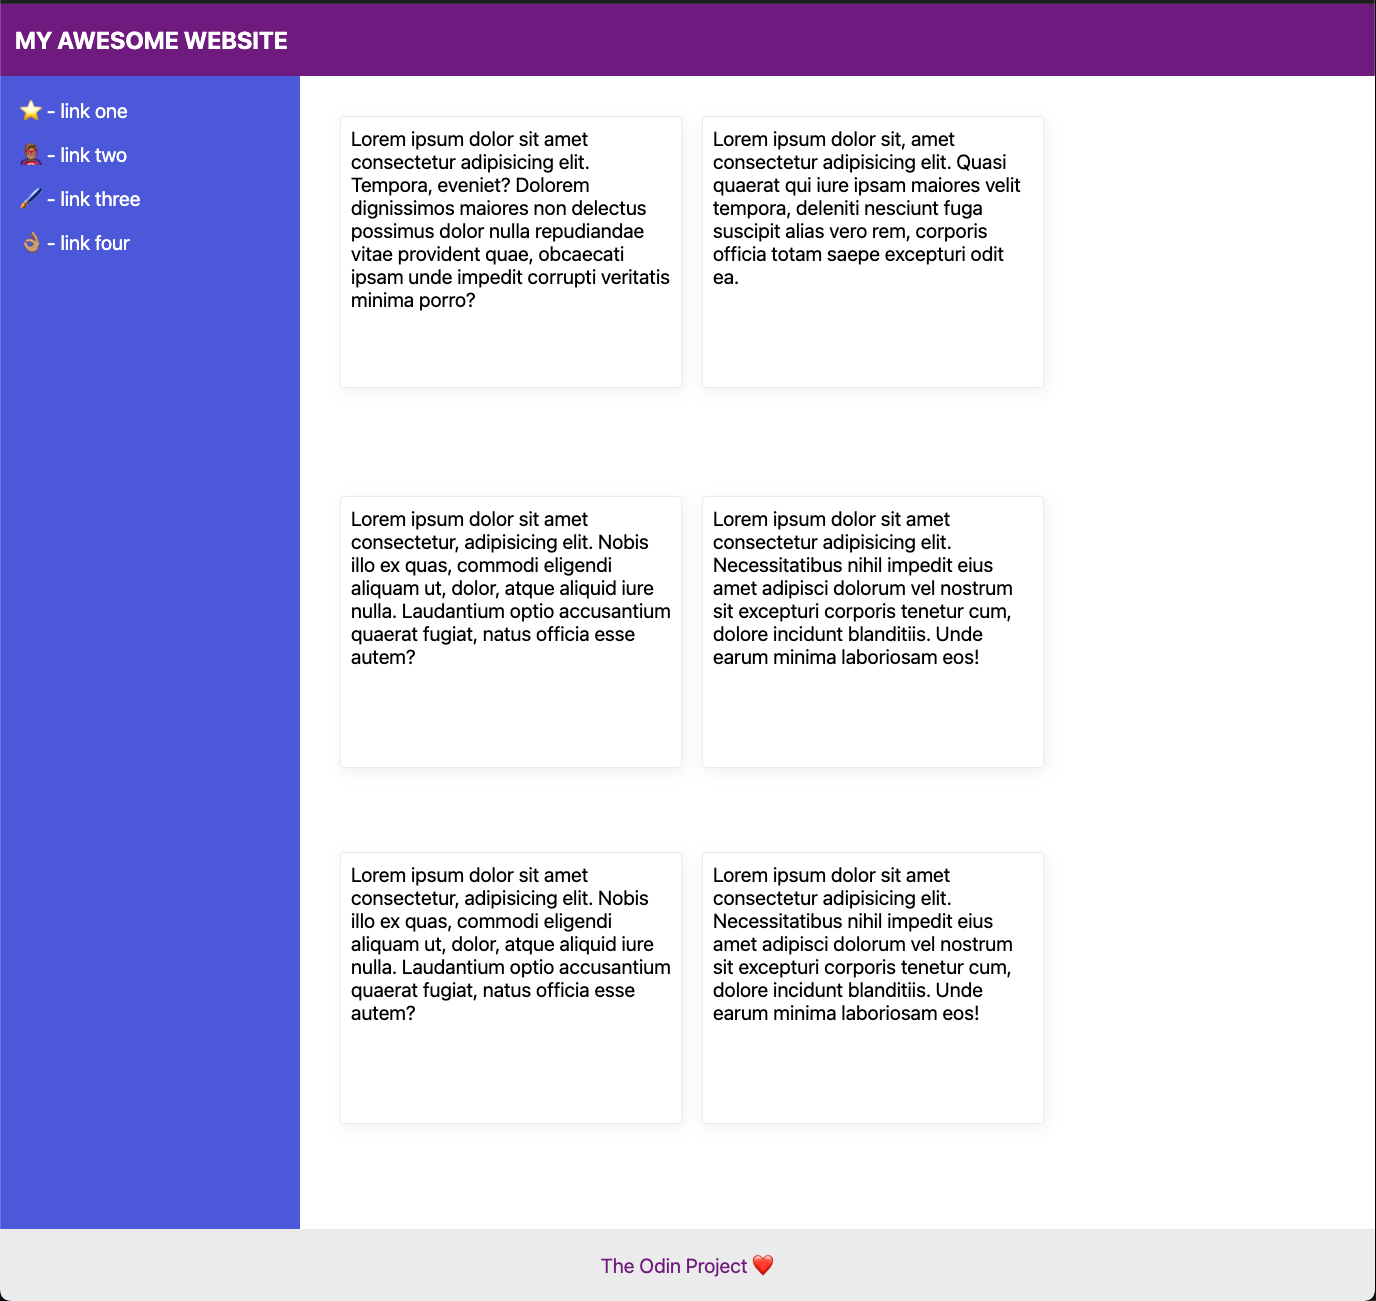 MY AWESOME WEBSITE
⭐ - link one
🦸🏽‍♂️ - link two
🖌️ - link three
👌🏽 - link four
Lorem ipsum dolor sit amet
consectetur adipisicing elit.
Tempora, eveniet? Dolorem
dignissimos maiores non delectus
possimus dolor nulla repudiandae
vitae provident quae, obcaecati
ipsam unde impedit corrupti veritatis
minima porro?
Lorem ipsum dolor sit, amet
consectetur adipisicing elit. Quasi
quaerat qui iure ipsam maiores velit
tempora, deleniti nesciunt fuga
suscipit alias vero rem, corporis
officia totam saepe excepturi odit
ea.
Lorem ipsum dolor sit amet
consectetur, adipisicing elit. Nobis
illo ex quas, commodi eligendi
aliquam ut, dolor, atque aliquid iure
nulla. Laudantium optio accusantium
quaerat fugiat, natus officia esse
autem?
Lorem ipsum dolor sit amet
consectetur adipisicing elit.
Necessitatibus nihil impedit eius
amet adipisci dolorum vel nostrum
sit excepturi corporis tenetur cum,
dolore incidunt blanditiis. Unde
earum minima laboriosam eos!
Lorem ipsum dolor sit amet
consectetur, adipisicing elit. Nobis
illo ex quas, commodi eligendi
aliquam ut, dolor, atque aliquid iure
nulla. Laudantium optio accusantium
quaerat fugiat, natus officia esse
autem?
Lorem ipsum dolor sit amet
consectetur adipisicing elit.
Necessitatibus nihil impedit eius
amet adipisci dolorum vel nostrum
sit excepturi corporis tenetur cum,
dolore incidunt blanditiis. Unde
earum minima laboriosam eos!
The Odin Project ❤️